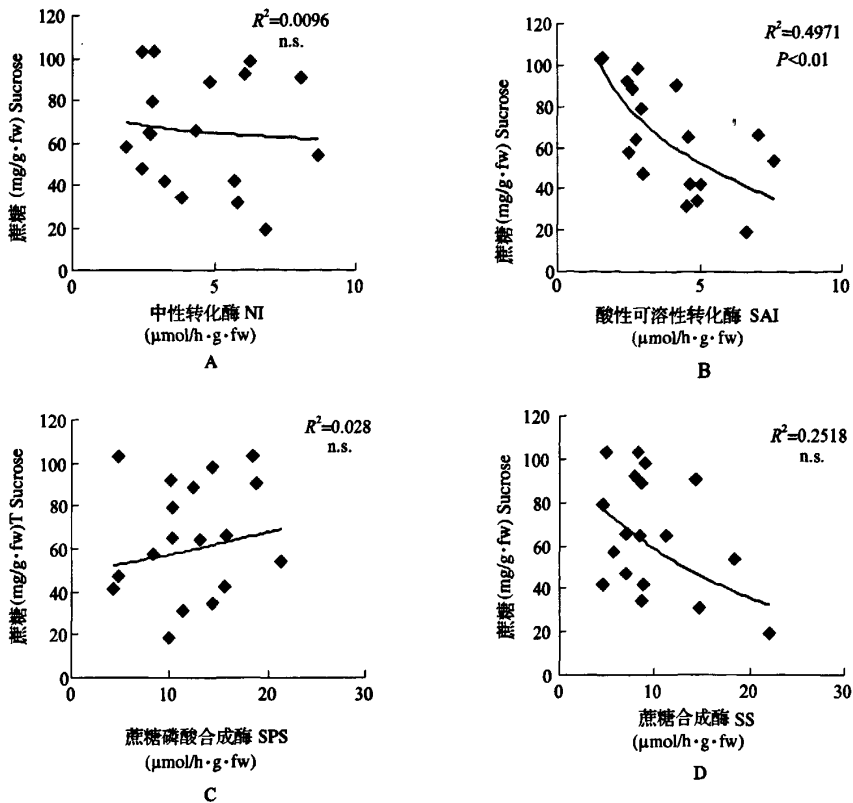 R²=0.0096
n.s.
蔗糖 (mg/g·fw) Sucrose
120
100
80
60
40
20
0
0 5 10
中性转化酶 NI
(μmol/h·g·fw)
A
R²=0.4971
P<0.01
蔗糖(mg/g·fw) Sucrose
120
100
80
60
40
20
0
0 5 10
酸性可溶性转化酶 SAI
(μmol/h·g·fw)
B
R²=0.028
n.s.
蔗糖(mg/g·fw)T Sucrose
120
100
80
60
40
20
0
0 10 20 30
蔗糖磷酸合成酶 SPS
(μmol/h·g·fw)
C
R²=0.2518
n.s.
蔗糖(mg/g·fw) Sucrose
120
100
80
60
40
20
0
0 10 20 30
蔗糖合成酶 SS
(μmol/h·g·fw)
D